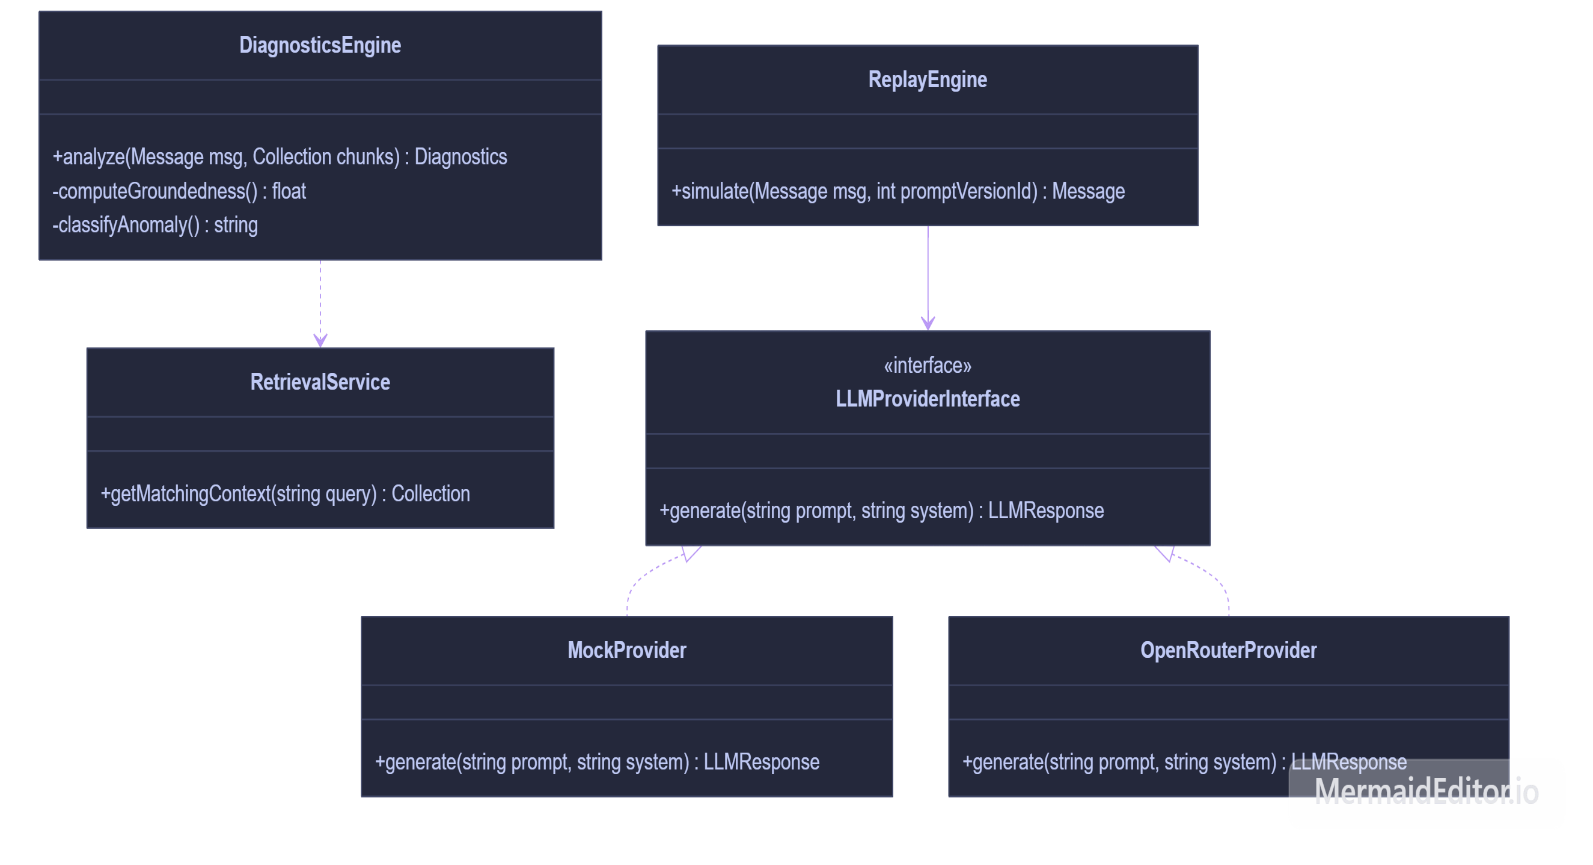 DiagnosticsEngine
+analyze(Message msg, Collection chunks) : Diagnostics
-computeGroundedness() : float
-classifyAnomaly() : string
ReplayEngine
+simulate(Message msg, int promptVersionId) : Message
RetrievalService
+getMatchingContext(string query) : Collection
«interface»
LLMProviderInterface
+generate(string prompt, string system) : LLMResponse
MockProvider
+generate(string prompt, string system) : LLMResponse
OpenRouterProvider
+generate(string prompt, string system) : LLMResponse
MermaidEditor.io